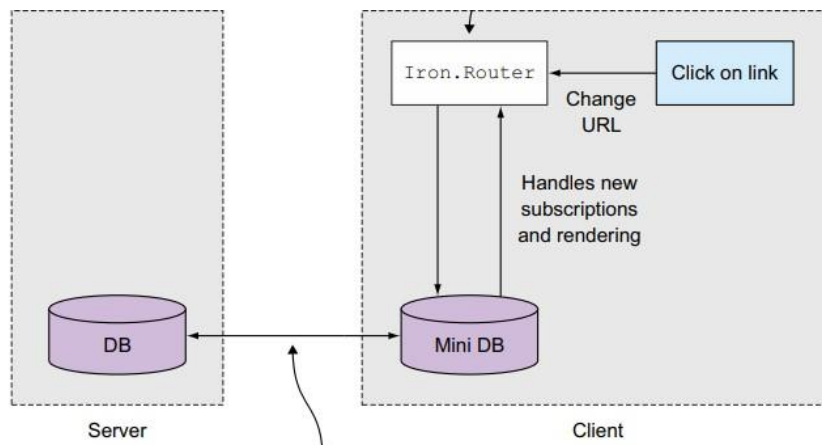 Iron.Router
Click on link
Change
URL
Handles new
subscriptions
and rendering
DB
Mini DB
Server
Client